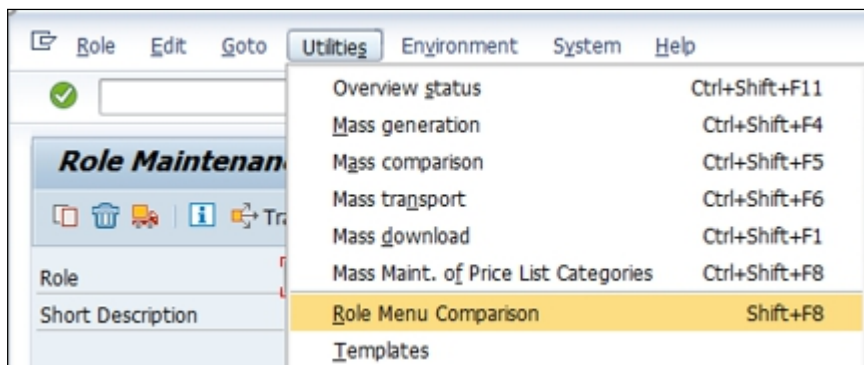 Role Edit Goto Utilities Environment System Help
Overview status Ctrl+Shift+F11
Mass generation Ctrl+Shift+F4
Mass comparison Ctrl+Shift+F5
Mass transport Ctrl+Shift+F6
Mass download Ctrl+Shift+F1
Mass Maint. of Price List Categories Ctrl+Shift+F8
Role Menu Comparison Shift+F8
Templates
Role Maintenan
Tra
Role
Short Description